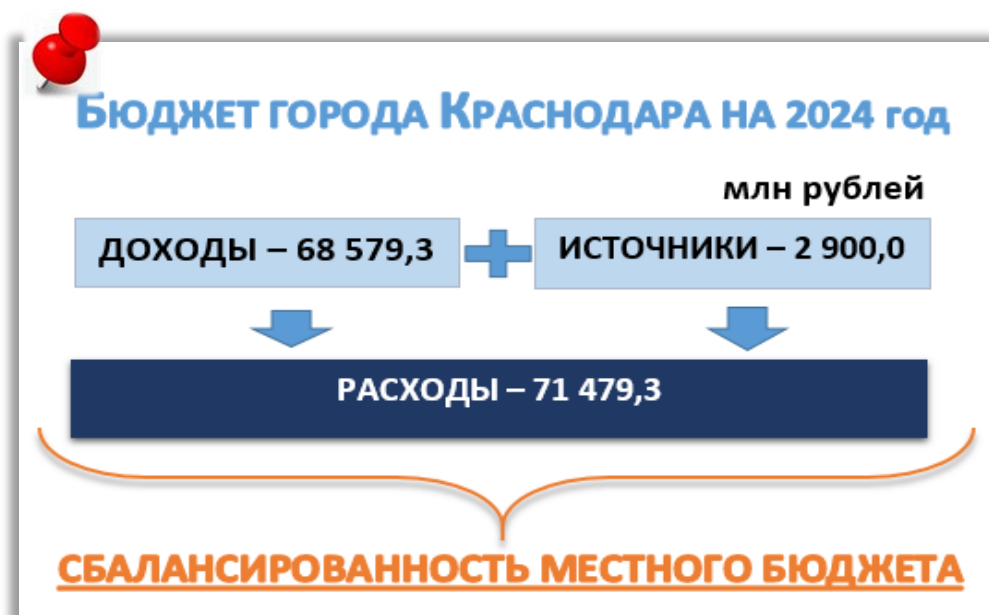 Бюджет города Краснодара на 2024 год
млн рублей
ДОХОДЫ – 68 579,3
ИСТОЧНИКИ – 2 900,0
РАСХОДЫ – 71 479,3
СБАЛАНСИРОВАННОСТЬ МЕСТНОГО БЮДЖЕТА